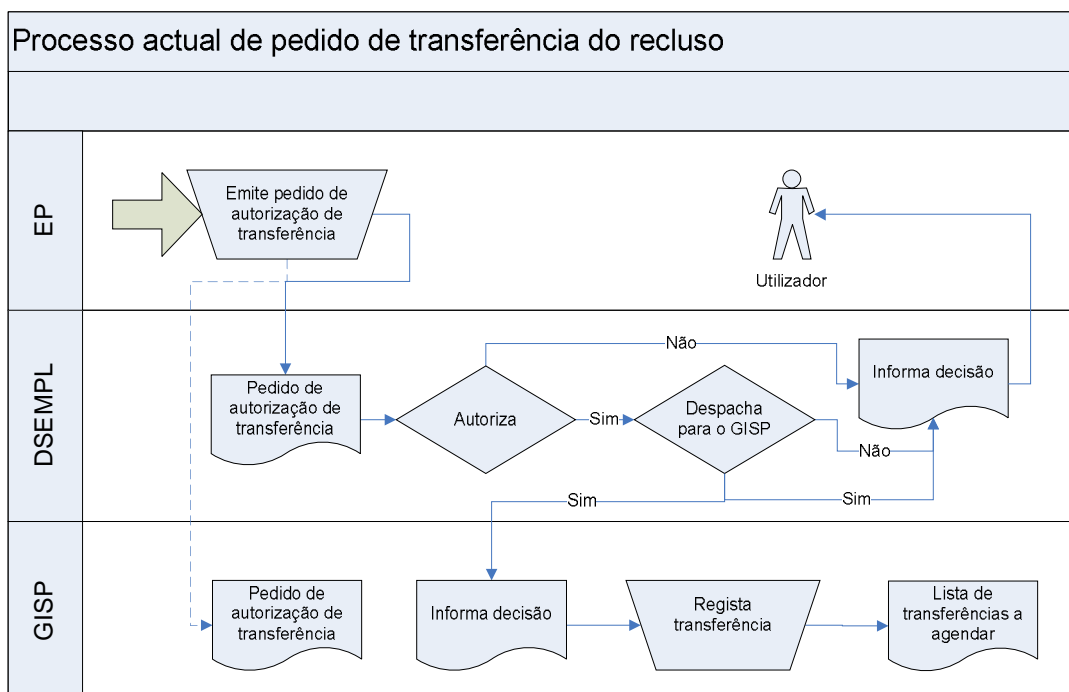 Processo actual de pedido de transferência do recluso
EP
Emite pedido de
autorização de
transferência
Utilizador
DSEMPL
Pedido de
autorização de
transferência
Autoriza
Sim
Não
Despacha
para o GISP
Não
Sim
Sim
Informa decisão
GISP
Pedido de
autorização de
transferência
Informa decisão
Regista
transferência
Lista de
transferências a
agendar